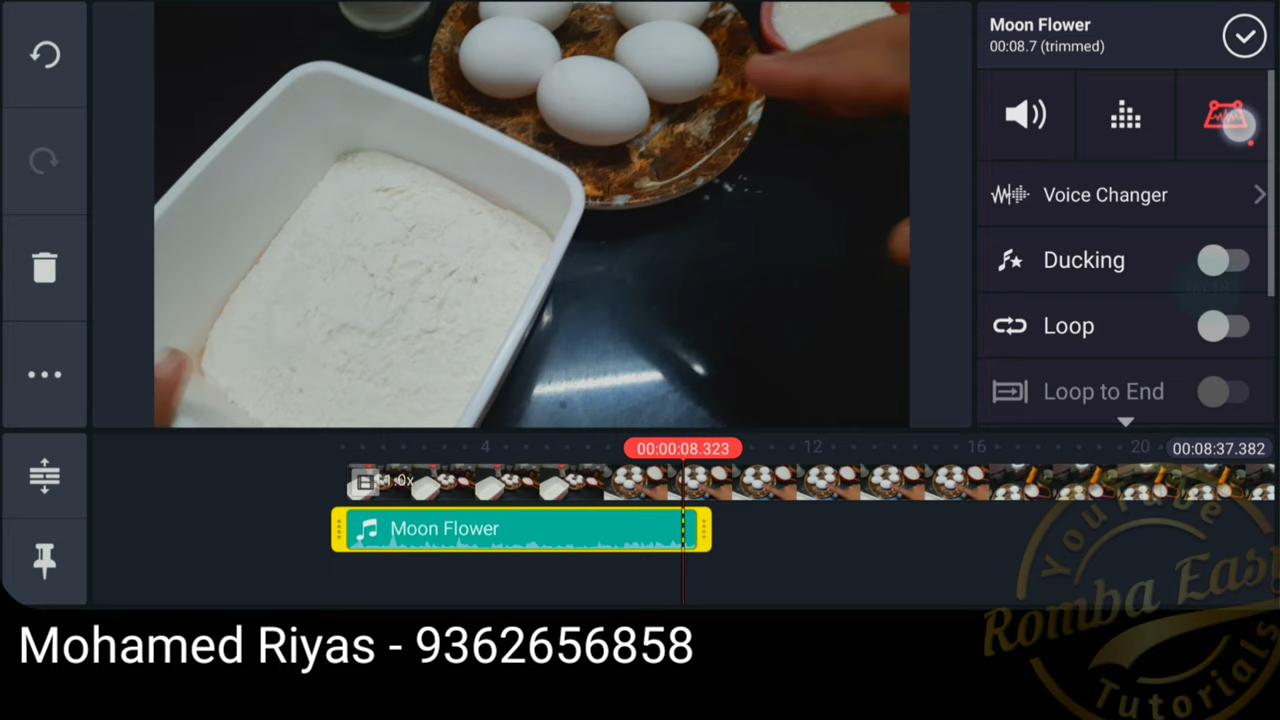 Moon Flower
00:08.7 (trimmed)
Voice Changer
Ducking
Loop
Loop to End
4
00:00:08.323
12
16
20
00:08:37.382
1.0x
Moon Flower
YouTube
Romba Easy
Tutorials
Mohamed Riyas - 9362656858